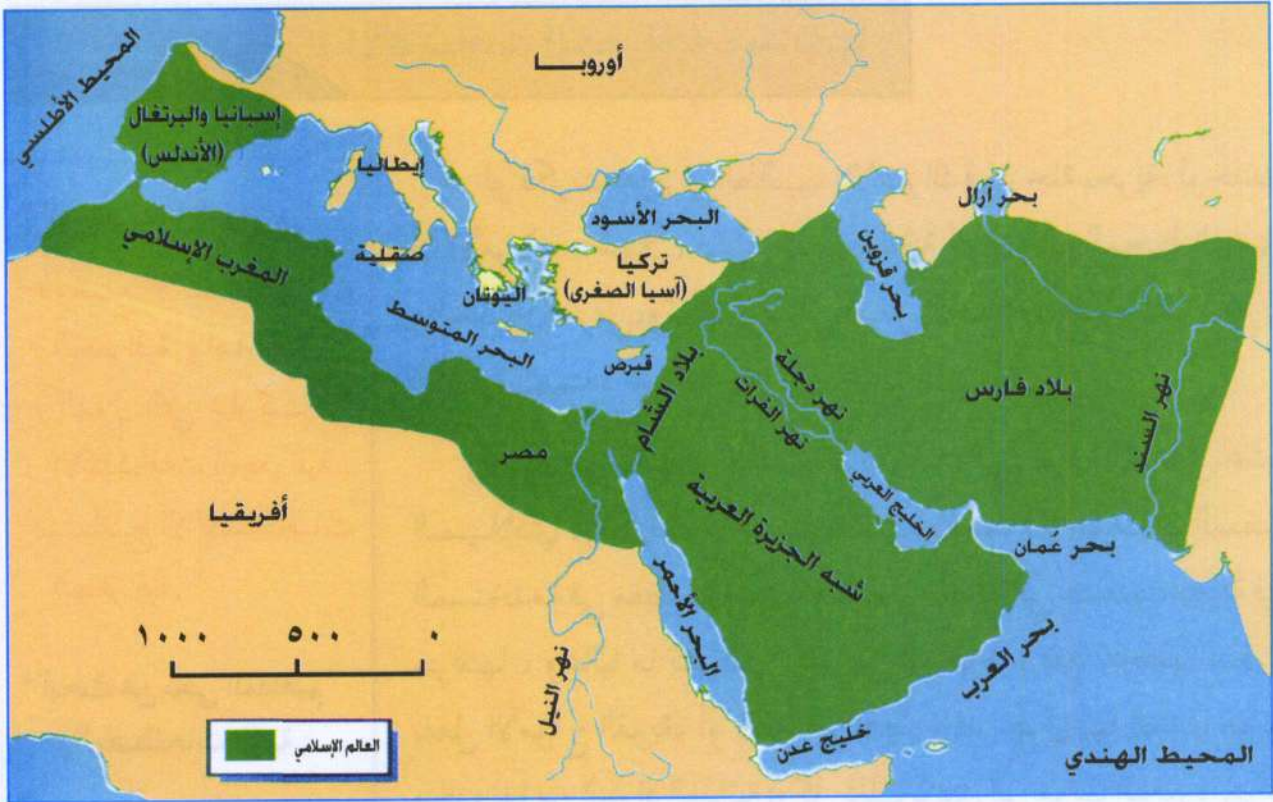 المحيط الأطلسي
أوروبا
إسبانيا والبرتغال
(الأندلس)
إيطاليا
البحر الأسود
بحر آرال
بحر قزوين
المغرب الإسلامي
صقلية
تركيا
(آسيا الصغرى)
اليونان
البحر المتوسط
قبرص
بلاد الشام
نهر دجلة
نهر الفرات
بلاد فارس
نهر السند
مصر
أفريقيا
الخليج العربي
شبه الجزيرة العربية
بحر عُمان
البحر الأحمر
بحر العرب
١٠٠٠ ٥٠٠ ٠
نهر النيل
العالم الإسلامي
خليج عدن
المحيط الهندي